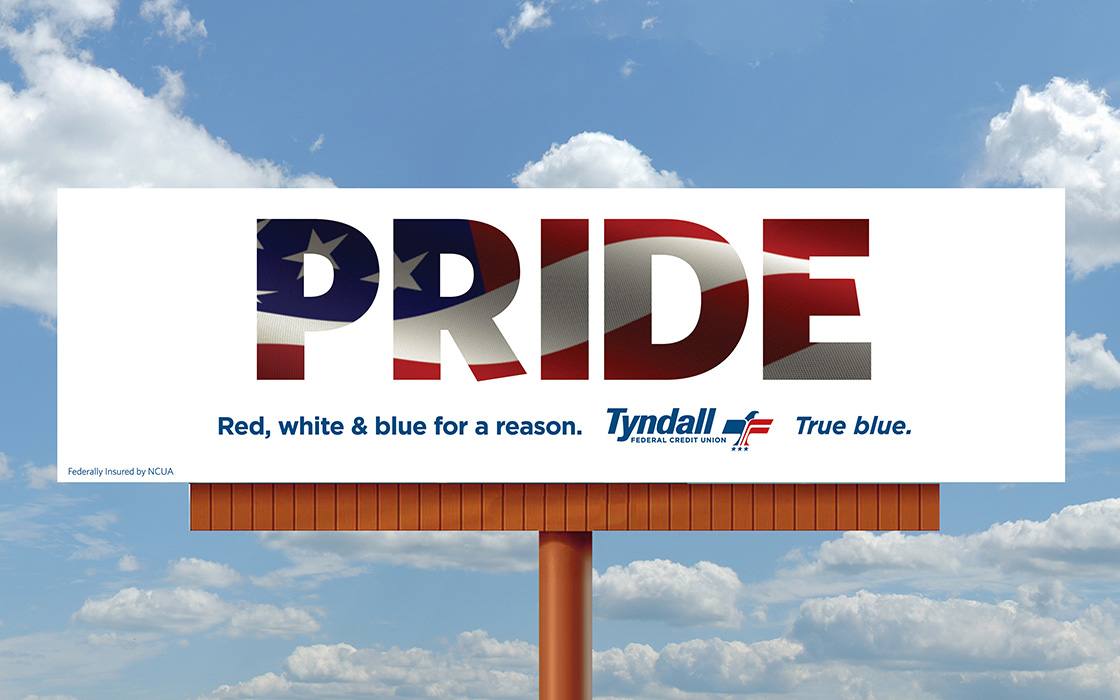 PRIDE
Red, white & blue for a reason.
Tyndall
FEDERAL CREDIT UNION
True blue.
Federally Insured by NCUA